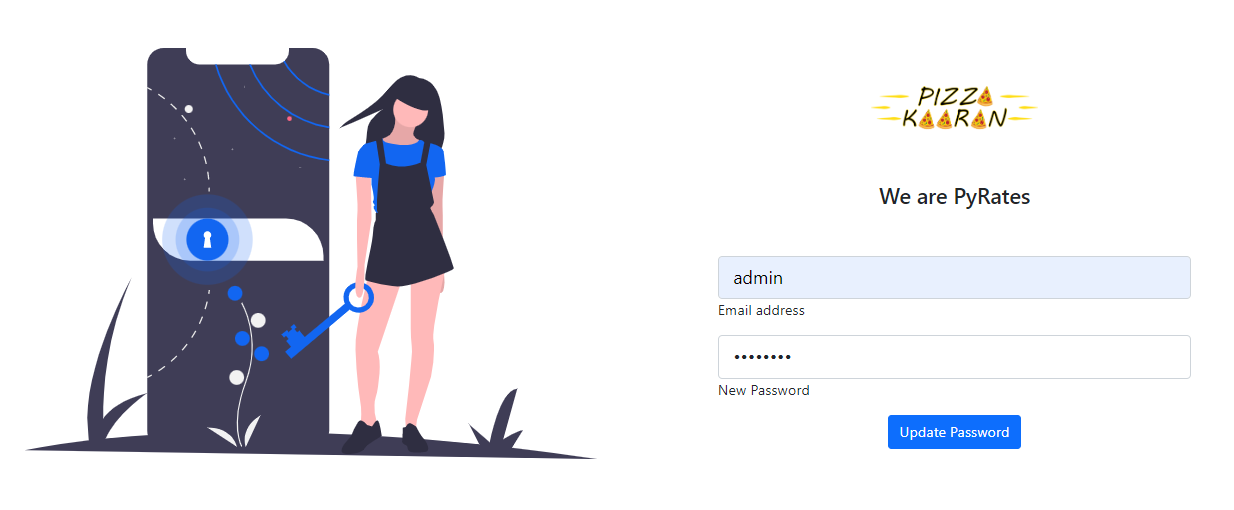 PIZZA
KAARAN
We are PyRates
admin
Email address
••••••••
New Password
Update Password